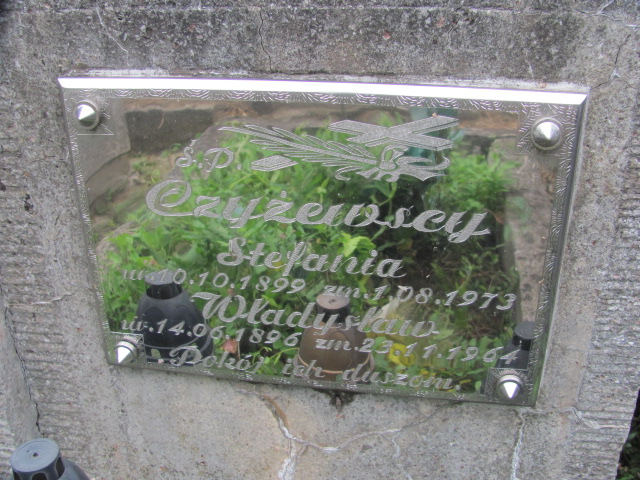 Ś.P.
Czyżewscy
Stefania
ur.10.10.1899 zm.1.08.1973
Władysław
ur.14.06.1896 zm.23.11.1964
Pokój ich duszom.